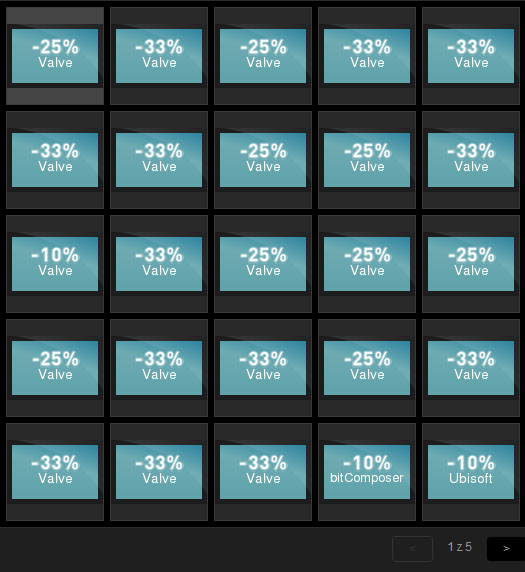 -25% -33% -25% -33% -33%
Valve Valve Valve Valve Valve
-33% -33% -25% -25% -33%
Valve Valve Valve Valve Valve
-10% -33% -25% -25% -25%
Valve Valve Valve Valve Valve
-25% -33% -33% -25% -33%
Valve Valve Valve Valve Valve
-33% -33% -33% -10% -10%
Valve Valve Valve bitComposer Ubisoft
< 1 z 5 >